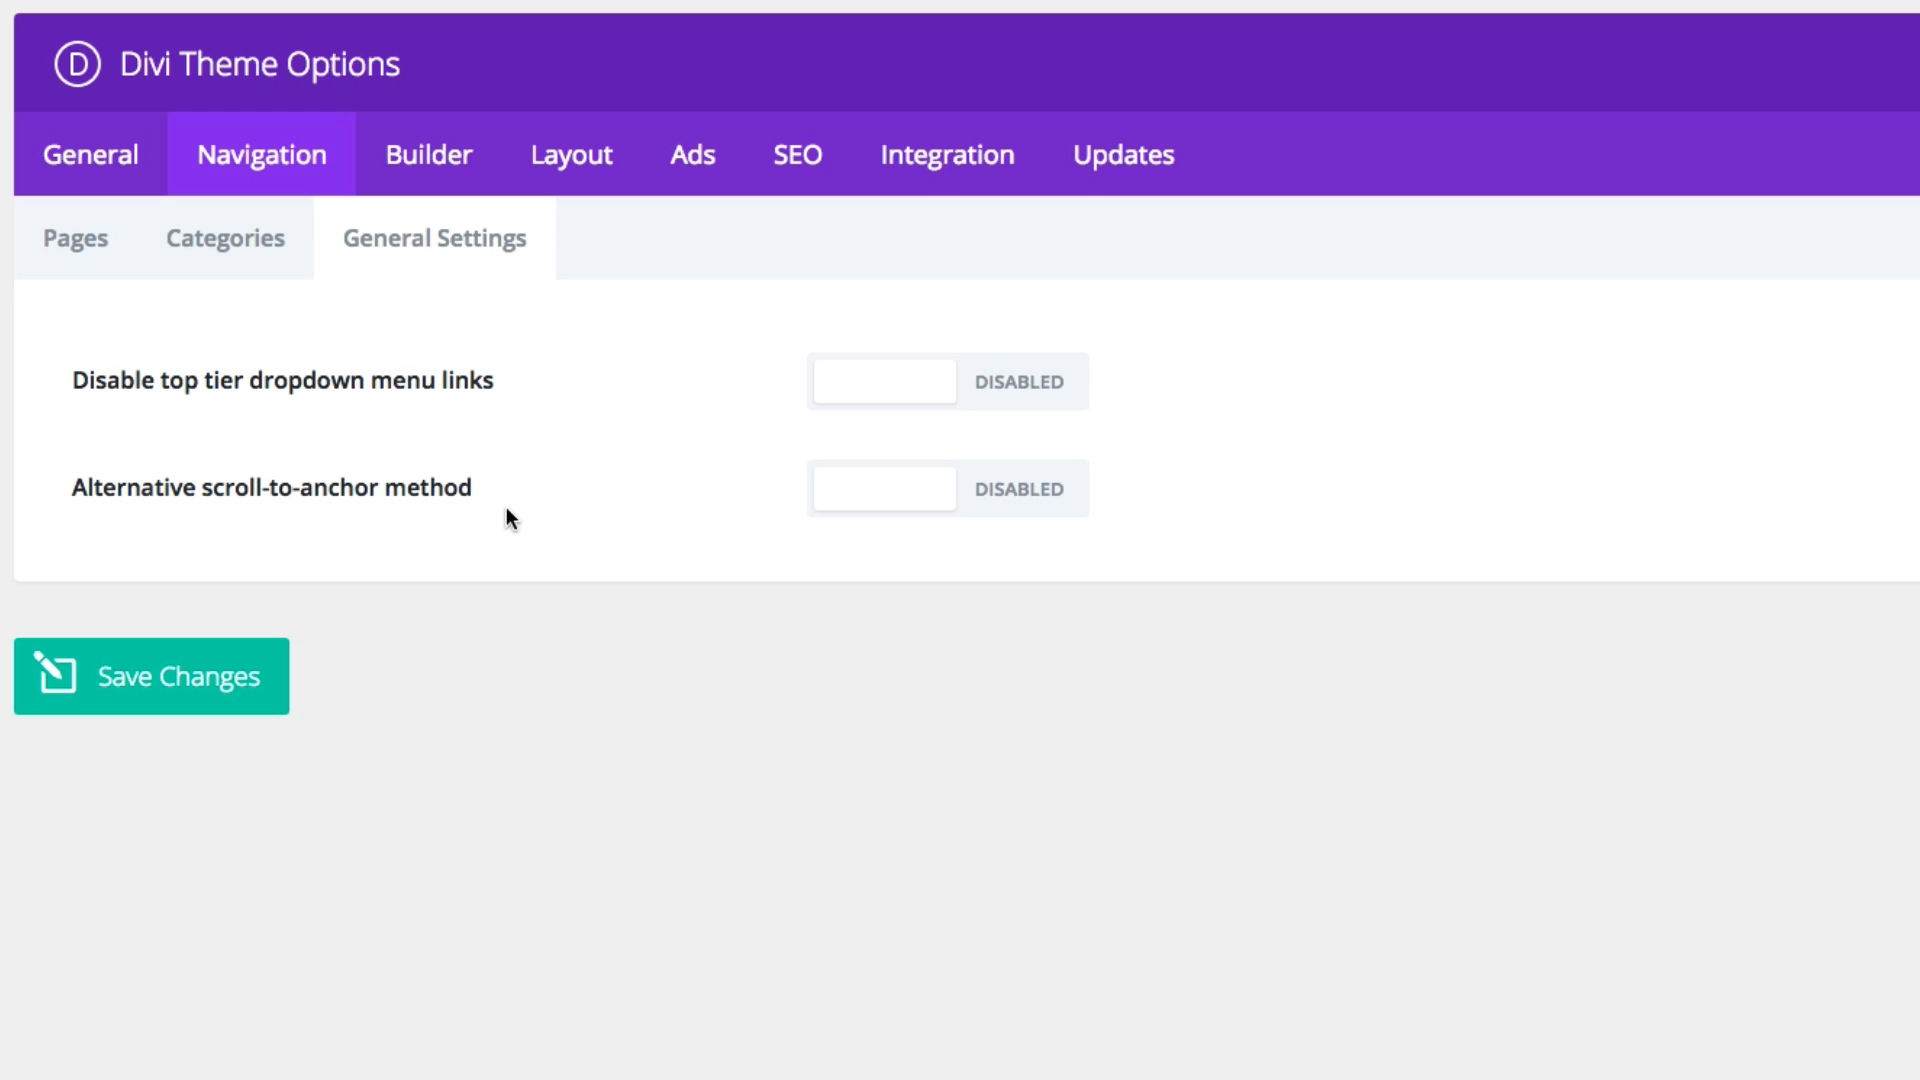 D Divi Theme Options
General Navigation Builder Layout Ads SEO Integration Updates
Pages Categories General Settings
Disable top tier dropdown menu links DISABLED
Alternative scroll-to-anchor method DISABLED
Save Changes